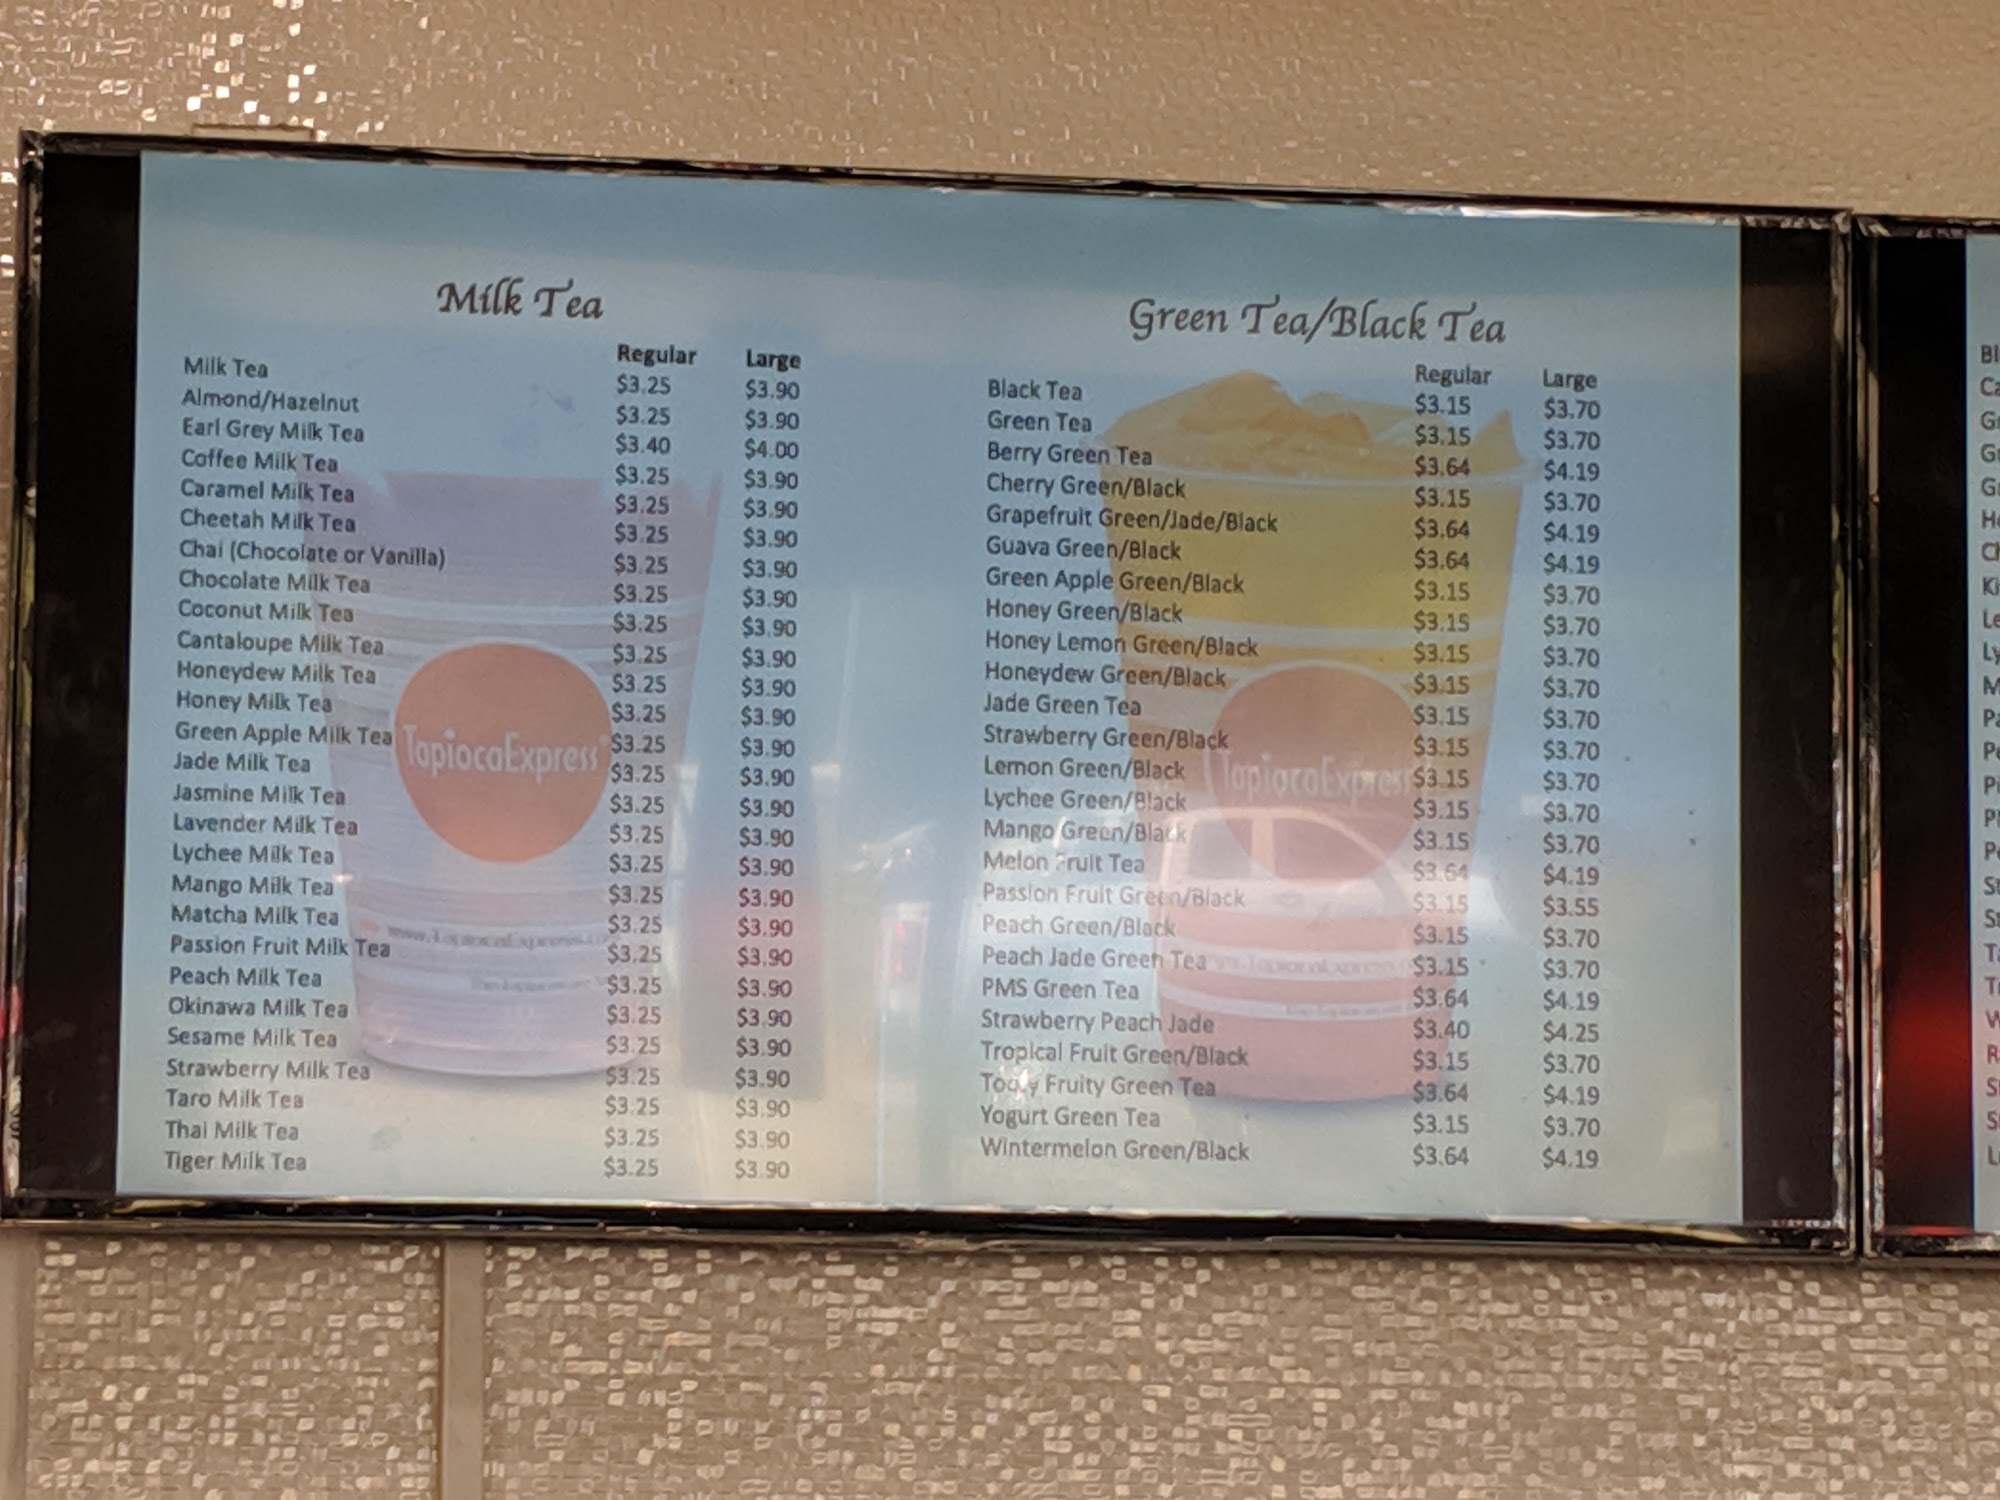 Milk Tea
Regular Large
Milk Tea $3.25 $3.90
Almond/Hazelnut $3.25 $3.90
Earl Grey Milk Tea $3.40 $4.00
Coffee Milk Tea $3.25 $3.90
Caramel Milk Tea $3.25 $3.90
Cheetah Milk Tea $3.25 $3.90
Chai (Chocolate or Vanilla) $3.25 $3.90
Chocolate Milk Tea $3.25 $3.90
Coconut Milk Tea $3.25 $3.90
Cantaloupe Milk Tea $3.25 $3.90
Honeydew Milk Tea $3.25 $3.90
Honey Milk Tea $3.25 $3.90
Green Apple Milk Tea $3.25 $3.90
Jade Milk Tea $3.25 $3.90
Jasmine Milk Tea $3.25 $3.90
Lavender Milk Tea $3.25 $3.90
Lychee Milk Tea $3.25 $3.90
Mango Milk Tea $3.25 $3.90
Matcha Milk Tea $3.25 $3.90
Passion Fruit Milk Tea $3.25 $3.90
Peach Milk Tea $3.25 $3.90
Okinawa Milk Tea $3.25 $3.90
Sesame Milk Tea $3.25 $3.90
Strawberry Milk Tea $3.25 $3.90
Taro Milk Tea $3.25 $3.90
Thai Milk Tea $3.25 $3.90
Tiger Milk Tea $3.25 $3.90
TapiocaExpress
Green Tea/Black Tea
Regular Large
Black Tea $3.15 $3.70
Green Tea $3.15 $3.70
Berry Green Tea $3.64 $4.19
Cherry Green/Black $3.15 $3.70
Grapefruit Green/Jade/Black $3.64 $4.19
Guava Green/Black $3.64 $4.19
Green Apple Green/Black $3.15 $3.70
Honey Green/Black $3.15 $3.70
Honey Lemon Green/Black $3.15 $3.70
Honeydew Green/Black $3.15 $3.70
Jade Green Tea $3.15 $3.70
Strawberry Green/Black $3.15 $3.70
Lemon Green/Black $3.15 $3.70
Lychee Green/Black $3.15 $3.70
Mango Green/Black $3.15 $3.70
Melon Fruit Tea $3.64 $4.19
Passion Fruit Green/Black $3.15 $3.55
Peach Green/Black $3.15 $3.70
Peach Jade Green Tea $3.15 $3.70
PMS Green Tea $3.64 $4.19
Strawberry Peach Jade $3.40 $4.25
Tropical Fruit Green/Black $3.15 $3.70
Fruity Green Tea $3.64 $4.19
Yogurt Green Tea $3.15 $3.70
Wintermelon Green/Black $3.64 $4.19
TapiocaExpress